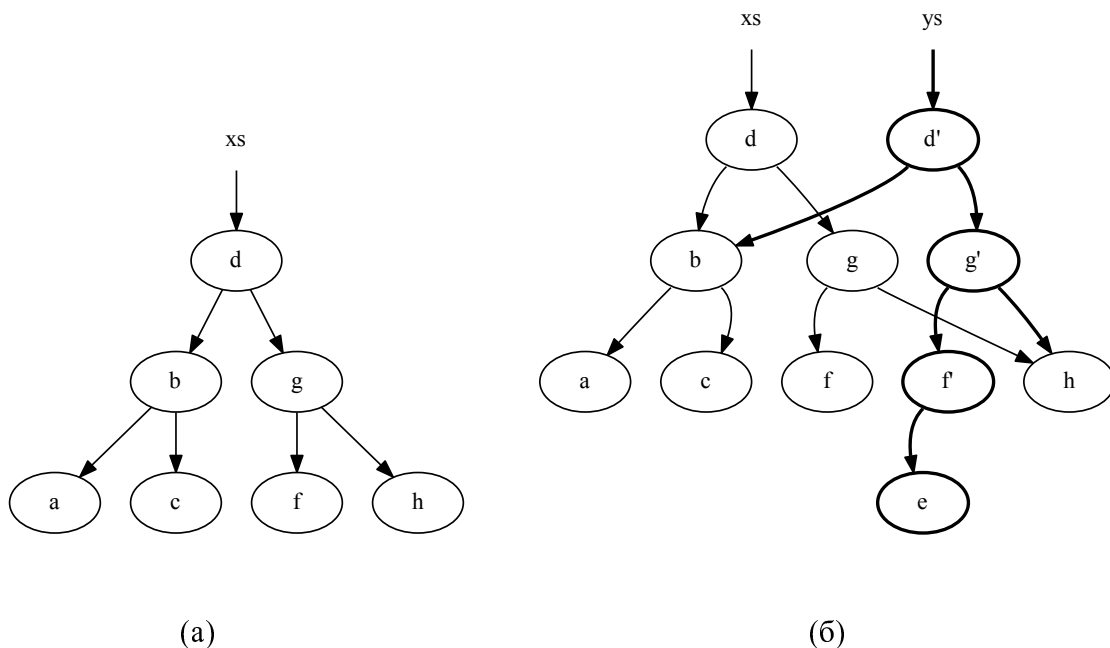 xs
d
b g
a c f h
(а)
xs ys
d d'
b g g'
a c f f' h
e
(б)